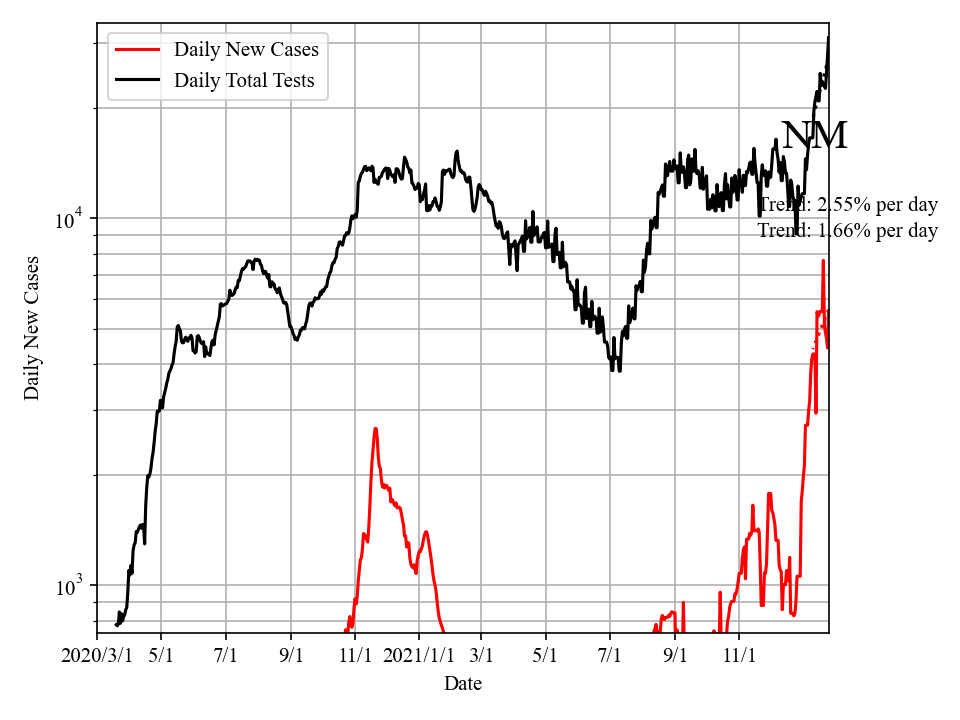 Daily New Cases
Daily Total Tests
NM
Trend: 2.55% per day
Trend: 1.66% per day
10^4
10^3
Daily New Cases
2020/3/1 5/1 7/1 9/1 11/1 2021/1/1 3/1 5/1 7/1 9/1 11/1
Date